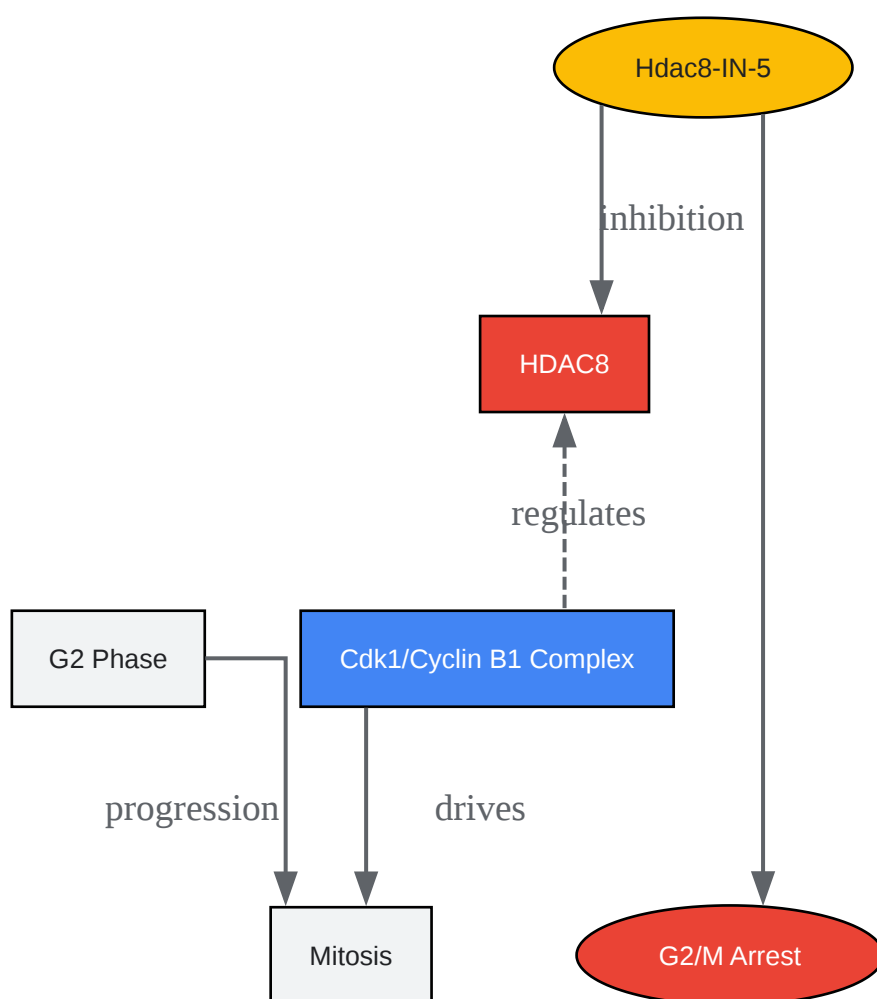 Hdac8-IN-5
inhibition
HDAC8
regulates
G2 Phase
Cdk1/Cyclin B1 Complex
progression
drives
Mitosis
G2/M Arrest